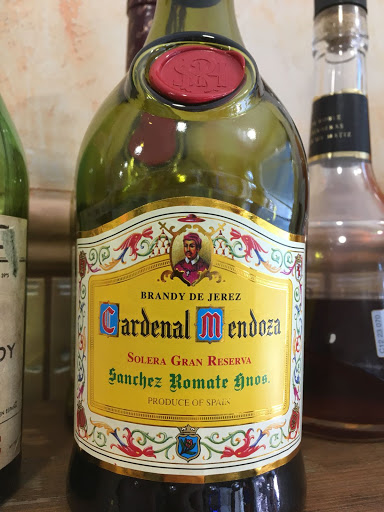 BRANDY DE JEREZ
Cardenal Mendoza
SOLERA GRAN RESERVA
Sanchez Romate Hnos.
PRODUCE OF SPAIN